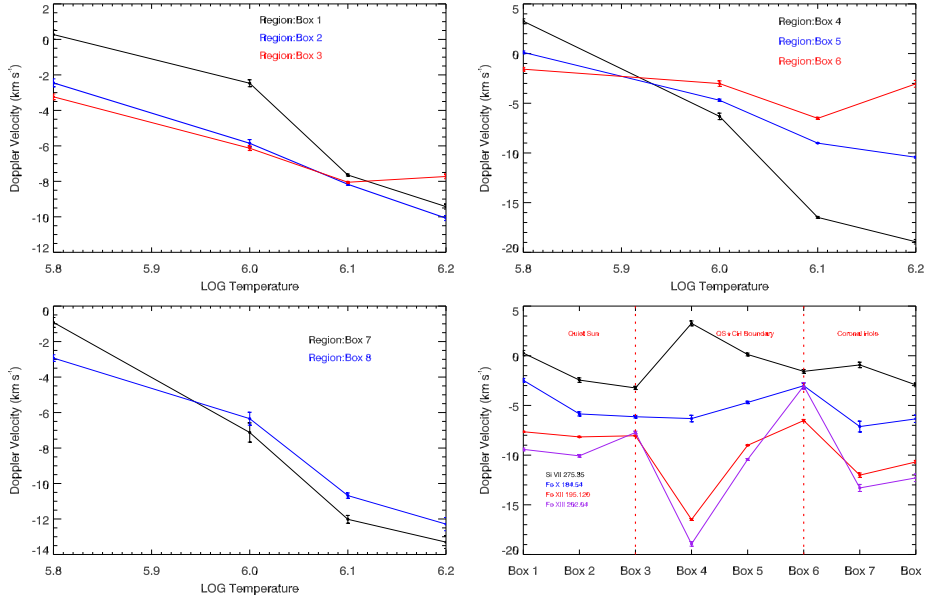 Region:Box 1
Region:Box 2
Region:Box 3
2
0
-2
-4
-6
-8
-10
-12
5.8
5.9
6.0
6.1
6.2
Doppler Velocity (km s⁻¹)
LOG Temperature
Region:Box 4
Region:Box 5
Region:Box 6
5
0
-5
-10
-15
-20
5.8
5.9
6.0
6.1
6.2
Doppler Velocity (km s⁻¹)
LOG Temperature
Region:Box 7
Region:Box 8
0
-2
-4
-6
-8
-10
-12
-14
5.8
5.9
6.0
6.1
6.2
Doppler Velocity (km s⁻¹)
LOG Temperature
Quiet Sun
QS+CH Boundary
Coronal Hole
5
0
-5
-10
-15
-20
Si VII 275.35
Fe X 184.54
Fe XII 195.120
Fe XIII 202.04
Box 1
Box 2
Box 3
Box 4
Box 5
Box 6
Box 7
Box
Doppler Velocity (km s⁻¹)